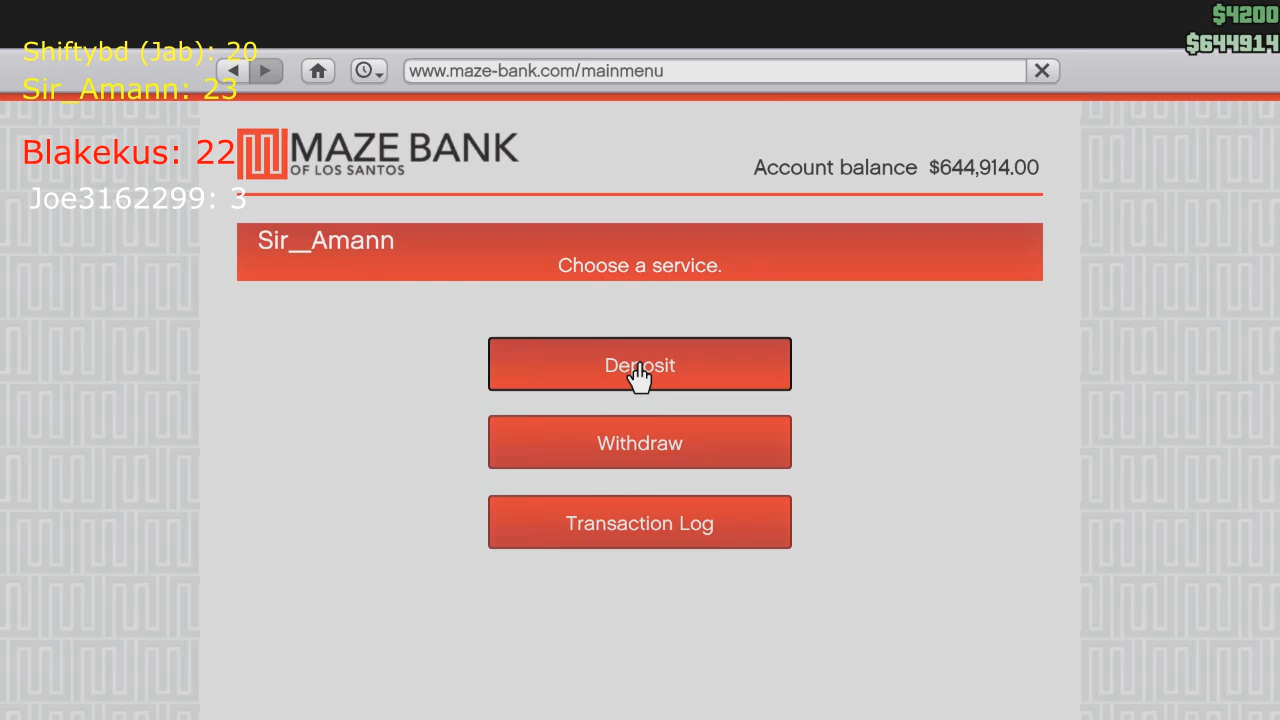 $4200
$644914
Shiftybd (Jab): 20
Sir_Amann: 23
www.maze-bank.com/mainmenu
Blakekus: 22
Joe3162299: 3
MAZE BANK
OF LOS SANTOS
Account balance $644,914.00
Sir__Amann
Choose a service.
Deposit
Withdraw
Transaction Log